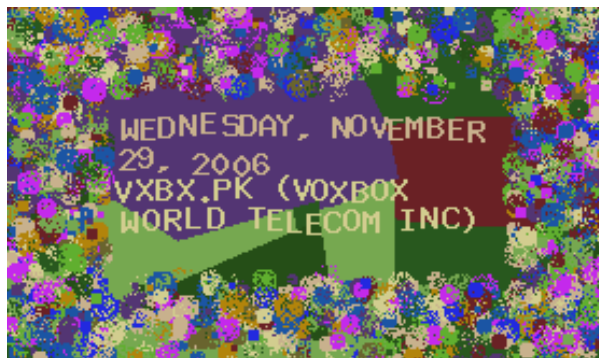 WEDNESDAY, NOVEMBER
29, 2006
VXBX.PK (VOXBOX
WORLD TELECOM INC)